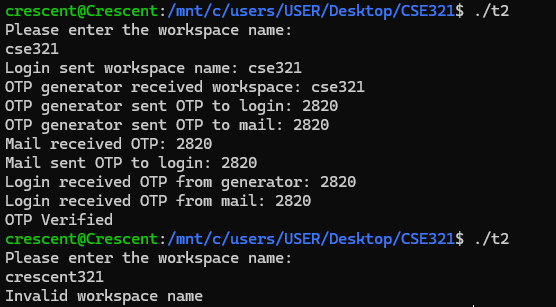 crescent@Crescent:/mnt/c/users/USER/Desktop/CSE321$ ./t2
Please enter the workspace name:
cse321
Login sent workspace name: cse321
OTP generator received workspace: cse321
OTP generator sent OTP to login: 2820
OTP generator sent OTP to mail: 2820
Mail received OTP: 2820
Mail sent OTP to login: 2820
Login received OTP from generator: 2820
Login received OTP from mail: 2820
OTP Verified
crescent@Crescent:/mnt/c/users/USER/Desktop/CSE321$ ./t2
Please enter the workspace name:
crescent321
Invalid workspace name